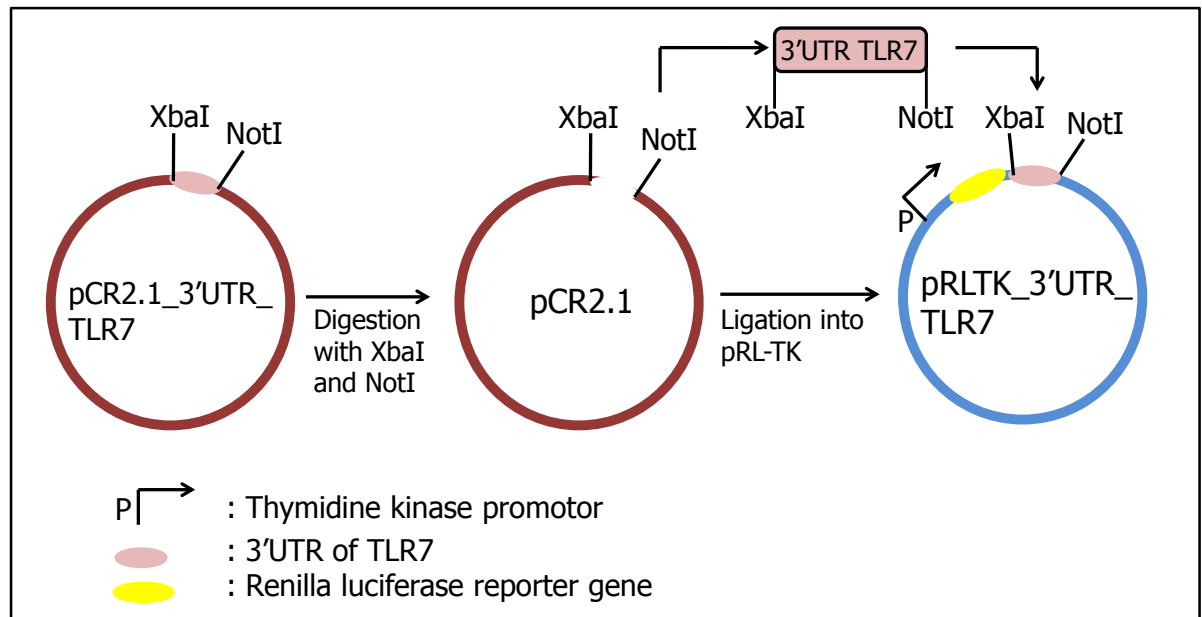 3'UTR TLR7
XbaI
NotI
XbaI
NotI
XbaI
NotI
XbaI
NotI
P
pCR2.1_3'UTR_
TLR7
Digestion
with XbaI
and NotI
pCR2.1
Ligation into
pRL-TK
pRLTK_3'UTR_
TLR7
P : Thymidine kinase promotor
: 3'UTR of TLR7
: Renilla luciferase reporter gene